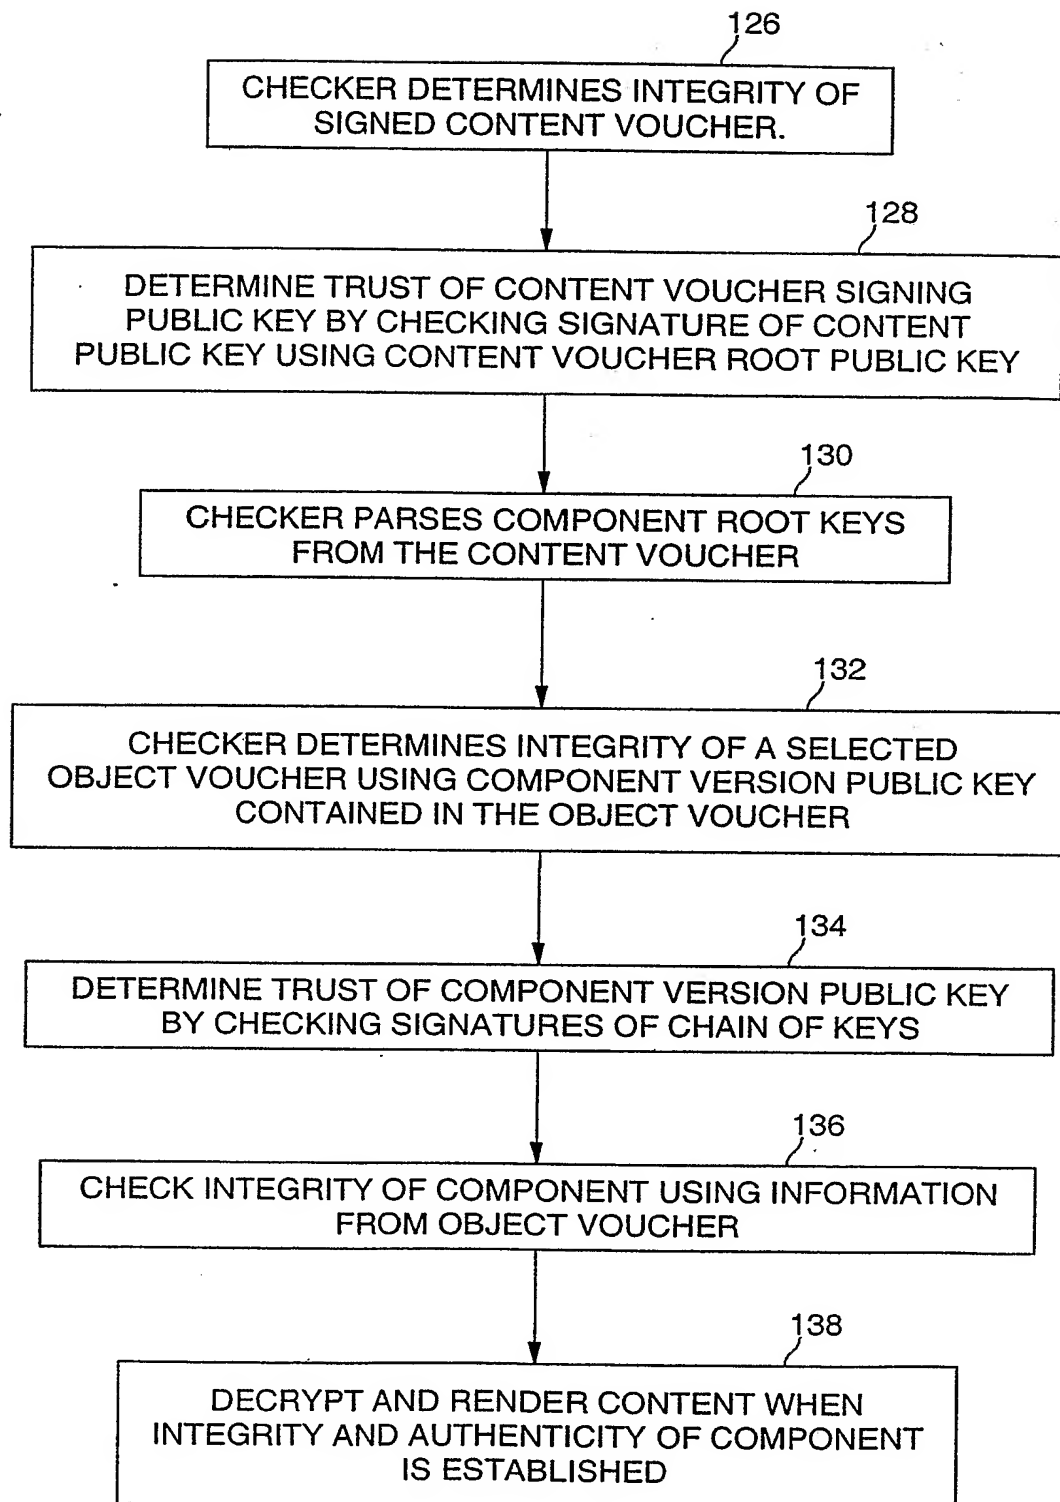 126
CHECKER DETERMINES INTEGRITY OF
SIGNED CONTENT VOUCHER.
128
DETERMINE TRUST OF CONTENT VOUCHER SIGNING
PUBLIC KEY BY CHECKING SIGNATURE OF CONTENT
PUBLIC KEY USING CONTENT VOUCHER ROOT PUBLIC KEY
130
CHECKER PARSES COMPONENT ROOT KEYS
FROM THE CONTENT VOUCHER
132
CHECKER DETERMINES INTEGRITY OF A SELECTED
OBJECT VOUCHER USING COMPONENT VERSION PUBLIC KEY
CONTAINED IN THE OBJECT VOUCHER
134
DETERMINE TRUST OF COMPONENT VERSION PUBLIC KEY
BY CHECKING SIGNATURES OF CHAIN OF KEYS
136
CHECK INTEGRITY OF COMPONENT USING INFORMATION
FROM OBJECT VOUCHER
138
DECRYPT AND RENDER CONTENT WHEN
INTEGRITY AND AUTHENTICITY OF COMPONENT
IS ESTABLISHED